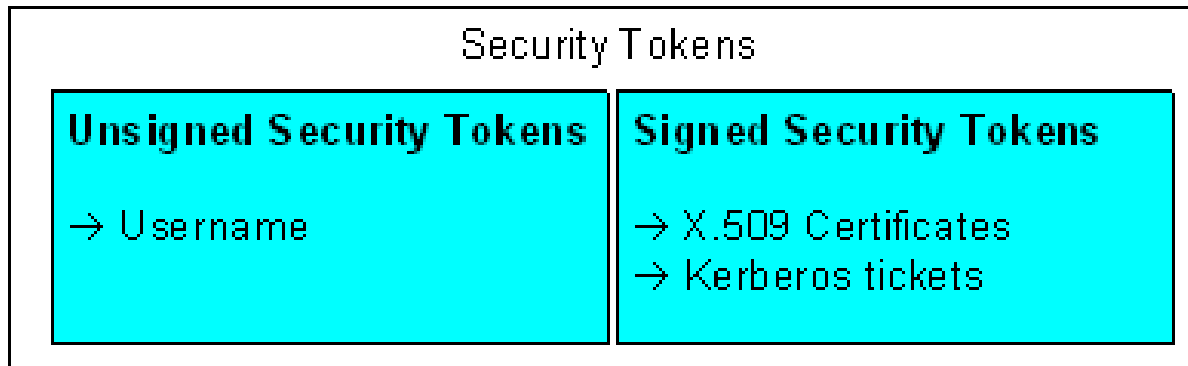 Security Tokens
Unsigned Security Tokens
→ Username
Signed Security Tokens
→ X.509 Certificates
→ Kerberos tickets